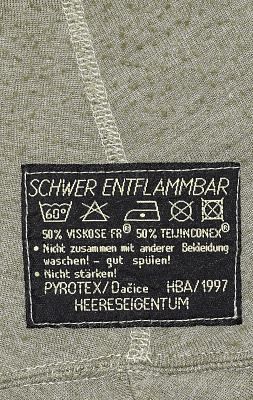 SCHWER ENTFLAMMBAR
60°
50% VISKOSE FR® 50% TEIJINCONEX®
• Nicht zusammen mit anderer Bekleidung
waschen! - gut spülen!
• Nicht stärken!
PYROTEX/Dačice HBA/1997
HEERESEIGENTUM